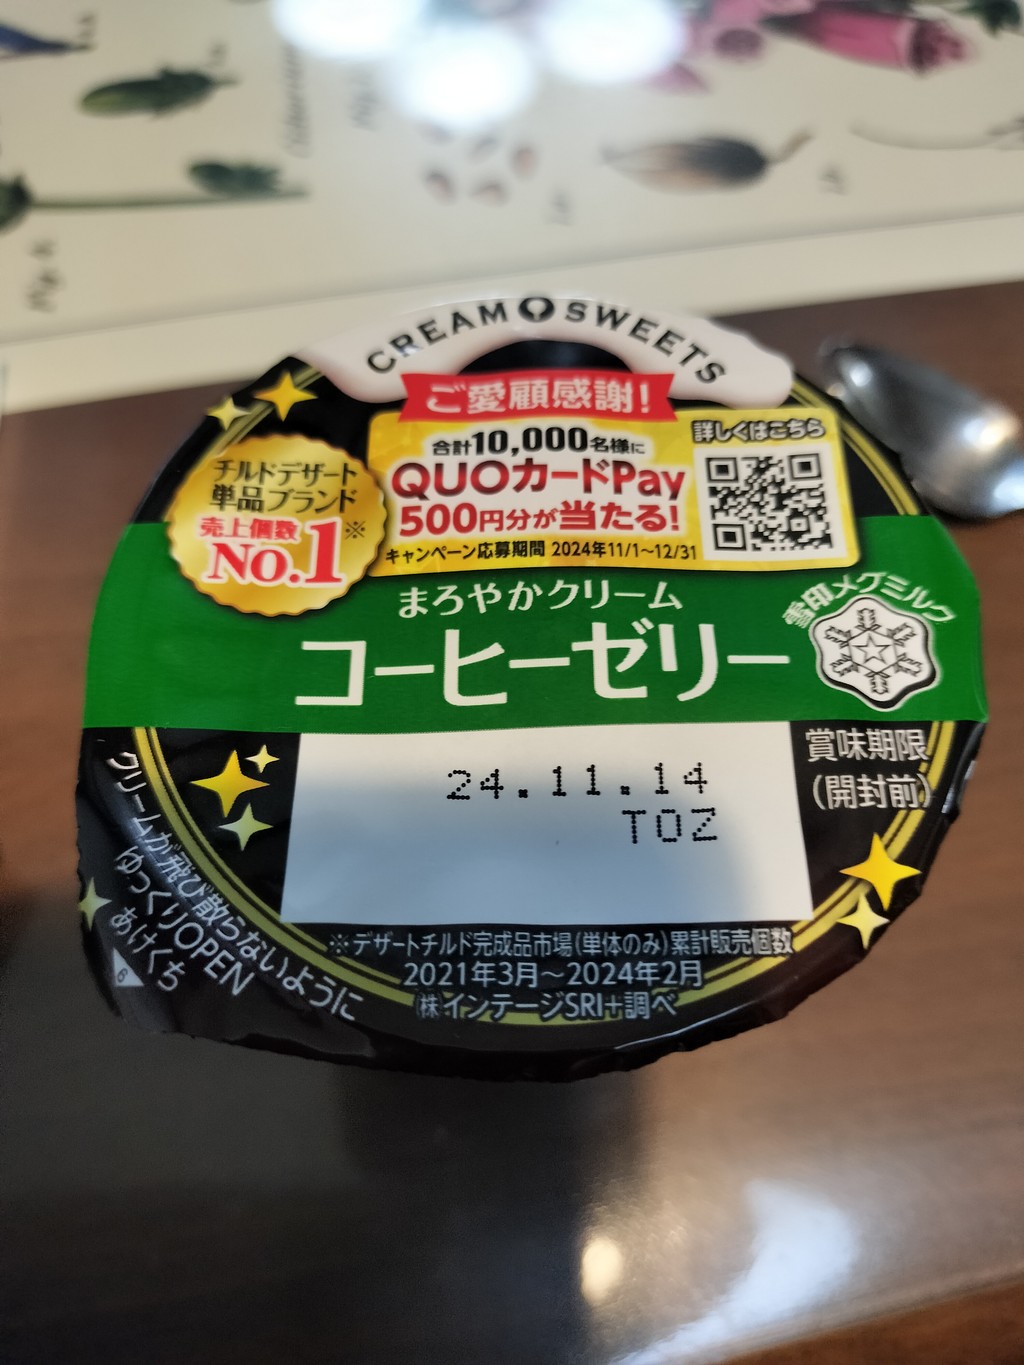 CREAM SWEETS
ご愛顧感謝!
合計10,000名様に
QUOカードPay
500円分が当たる!
キャンペーン応募期間 2024年11/1～12/31
詳しくはこちら
チルドデザート
単品ブランド
売上個数
No.1※
まろやかクリーム
コーヒーゼリー
雪印メグミルク
賞味期限
(開封前)
24.11.14
TOZ
※デザートチルド完成品市場(単体のみ)累計販売個数
2021年3月～2024年2月
㈱インテージSRI+調べ
クリームが飛び散らないように
ゆっくりOPEN
あけくち
6